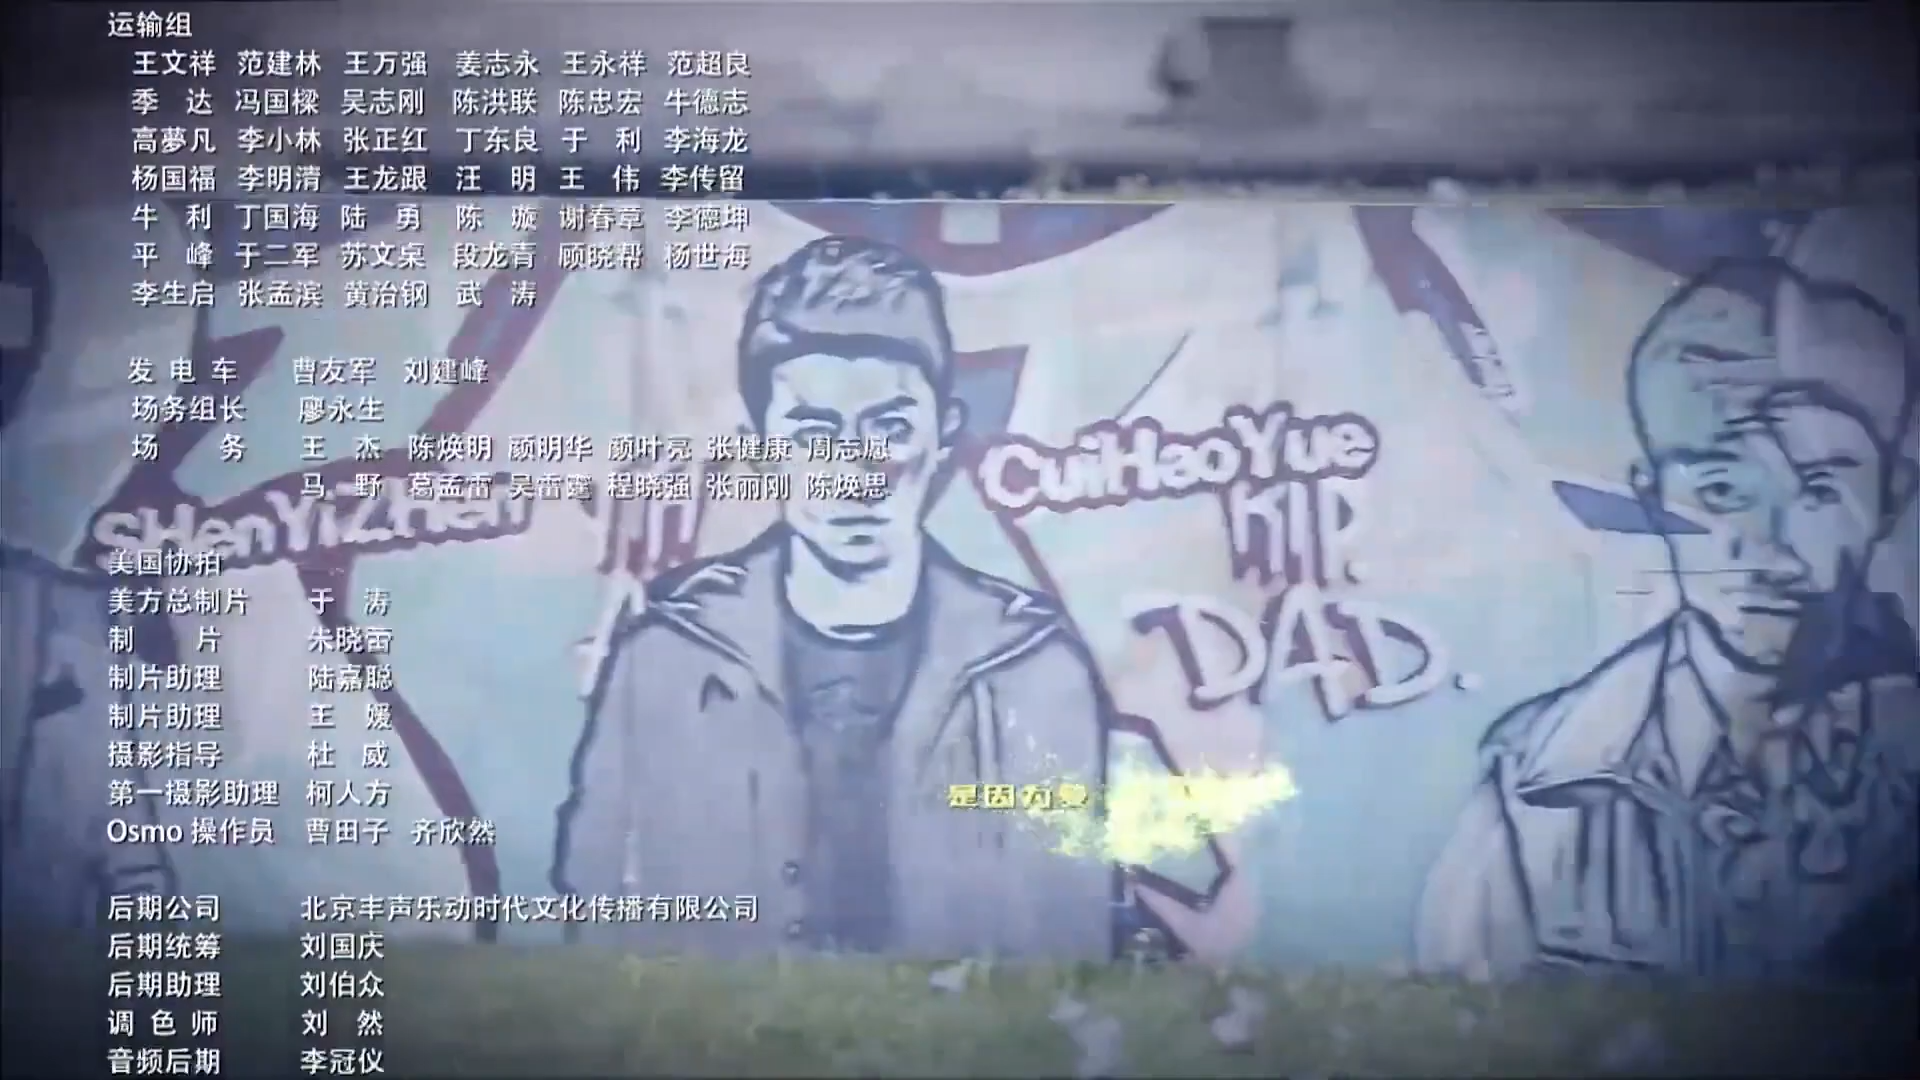 运输组
王文祥 范建林 王万强 姜志永 王永祥 范超良
季 达 冯国樑 吴志刚 陈洪联 陈忠宏 牛德志
高夢凡 李小林 张正红 丁东良 于 利 李海龙
杨国福 李明清 王龙跟 汪 明 王 伟 李传留
牛 利 丁国海 陆 勇 陈 璇 谢春草 李德坤
平 峰 于二军 苏文 段龙青 顾晓帮 杨世海
李生启 张孟滨 黄治钢 武 涛
发电车 曹友军 刘建峰
场务组长 廖永生
场 务 王 杰 陈焕明 颜明华 颜叶亮 张健康
马 野 葛孟雷 吴雷霆 程晓强 张丽刚 陈焕思
SHenYiZHen
CuiHaoYue
R.I.P.
DAD.
美国协拍
美方总制片 于 涛
制 片 朱晓雷
制片助理 陆嘉聪
制片助理 王 媛
摄影指导 杜 威
第一摄影助理 柯人方
Osmo 操作员 曹田子 齐欣然
是因为爱
后期公司 北京丰声乐动时代文化传播有限公司
后期统筹 刘国庆
后期助理 刘伯众
调色师 刘 然
音频后期 李冠仪